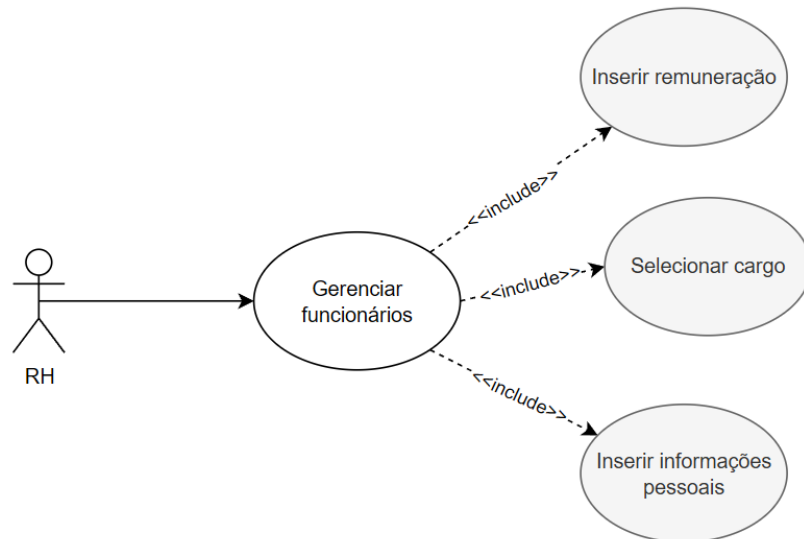 Inserir remuneração
<<include>>
Selecionar cargo
<<include>>
Gerenciar
funcionários
RH
<<include>>
Inserir informações
pessoais